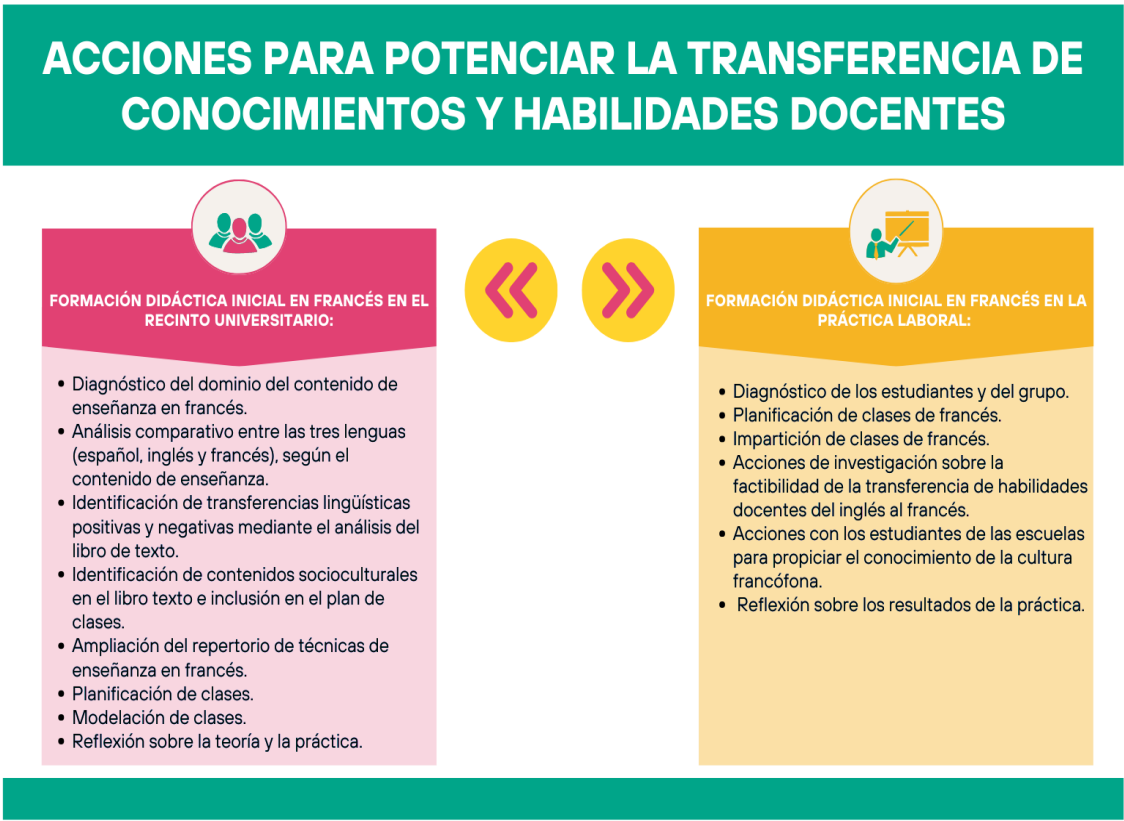 ACCIONES PARA POTENCIAR LA TRANSFERENCIA DE
CONOCIMIENTOS Y HABILIDADES DOCENTES
FORMACIÓN DIDÁCTICA INICIAL EN FRANCÉS EN EL
RECINTO UNIVERSITARIO:
• Diagnóstico del dominio del contenido de
enseñanza en francés.
• Análisis comparativo entre las tres lenguas
(español, inglés y francés), según el
contenido de enseñanza.
• Identificación de transferencias lingüísticas
positivas y negativas mediante el análisis del
libro de texto.
• Identificación de contenidos socioculturales
en el libro texto e inclusión en el plan de
clases.
• Ampliación del repertorio de técnicas de
enseñanza en francés.
• Planificación de clases.
• Modelación de clases.
• Reflexión sobre la teoría y la práctica.
FORMACIÓN DIDÁCTICA INICIAL EN FRANCÉS EN LA
PRÁCTICA LABORAL:
• Diagnóstico de los estudiantes y del grupo.
• Planificación de clases de francés.
• Impartición de clases de francés.
• Acciones de investigación sobre la
factibilidad de la transferencia de habilidades
docentes del inglés al francés.
• Acciones con los estudiantes de las escuelas
para propiciar el conocimiento de la cultura
francófona.
• Reflexión sobre los resultados de la práctica.